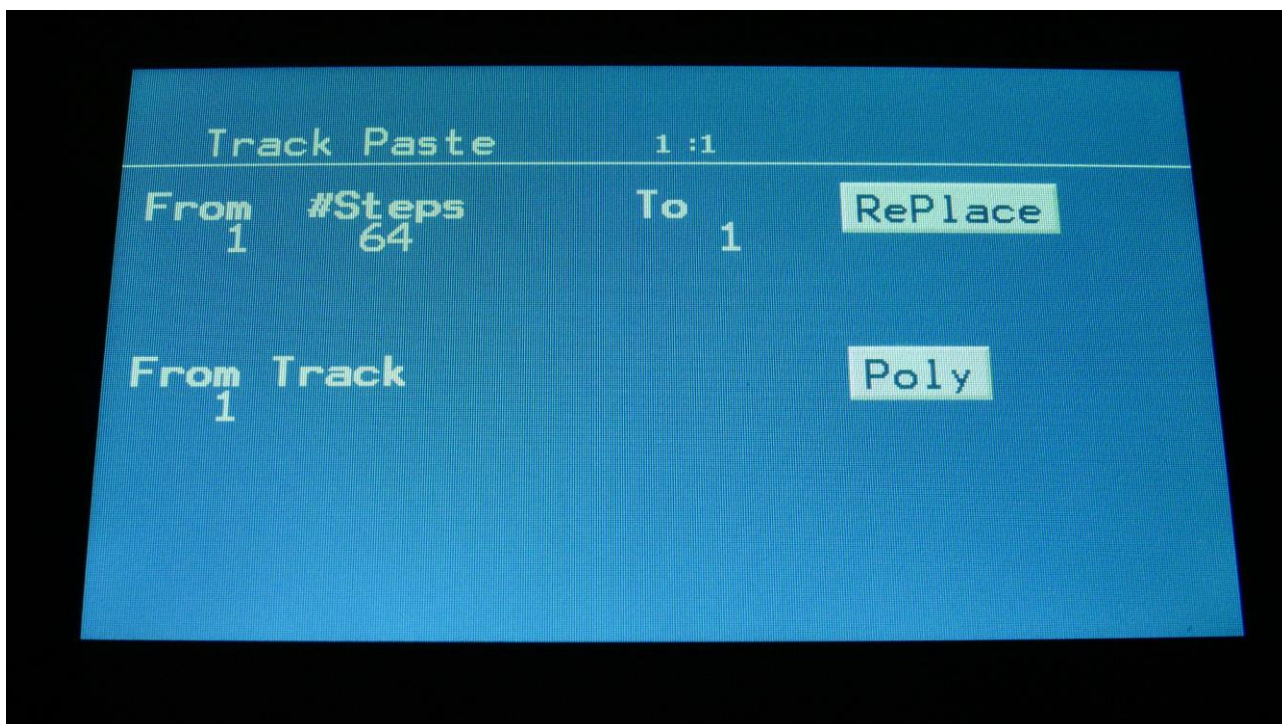 Track Paste 1 :1
From #Steps To RePlace
1 64 1
From Track Poly
1